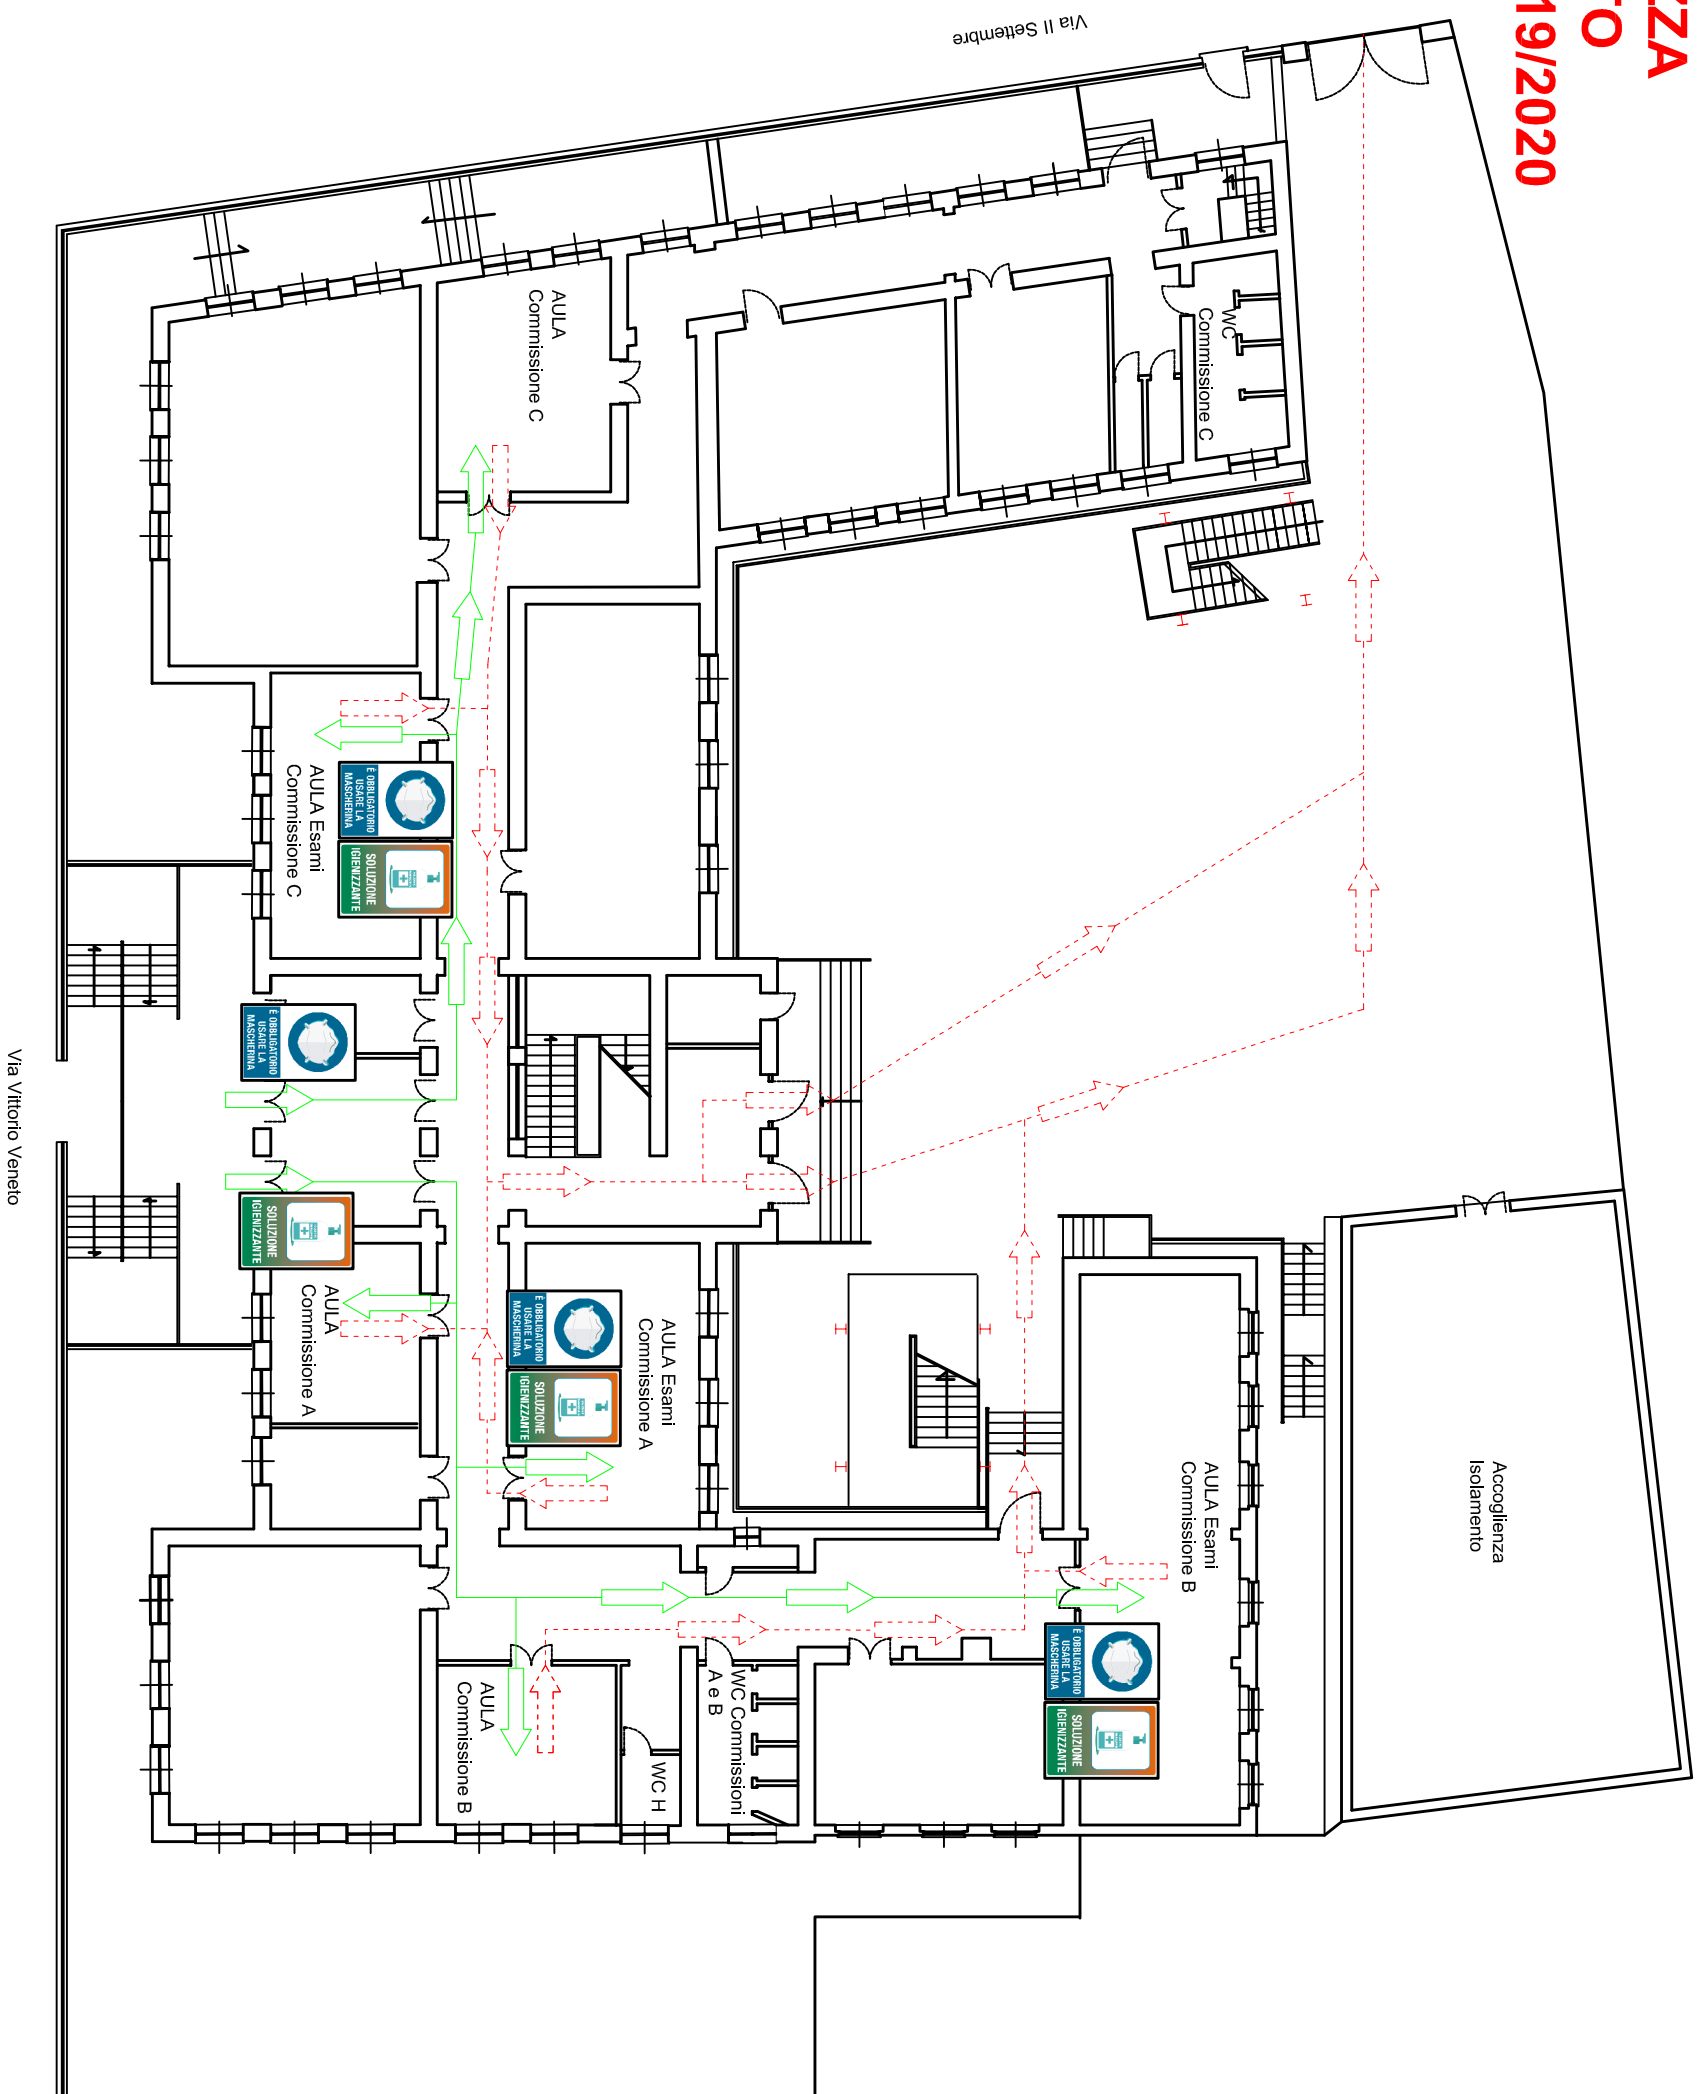 ZZA
TO
19/2020
Via II Settembre
WC
Commissione C
AULA
Commissione C
AULA Esami
Commissione C
È OBBLIGATORIO
USARE LA
MASCHERINA
SOLUZIONE
IGIENIZZANTE
È OBBLIGATORIO
USARE LA
MASCHERINA
SOLUZIONE
IGIENIZZANTE
Via Vittorio Veneto
AULA
Commissione A
AULA Esami
Commissione A
È OBBLIGATORIO
USARE LA
MASCHERINA
SOLUZIONE
IGIENIZZANTE
Accoglienza
Isolamento
AULA Esami
Commissione B
È OBBLIGATORIO
USARE LA
MASCHERINA
SOLUZIONE
IGIENIZZANTE
WC Commissioni
A e B
WC H
AULA
Commissione B